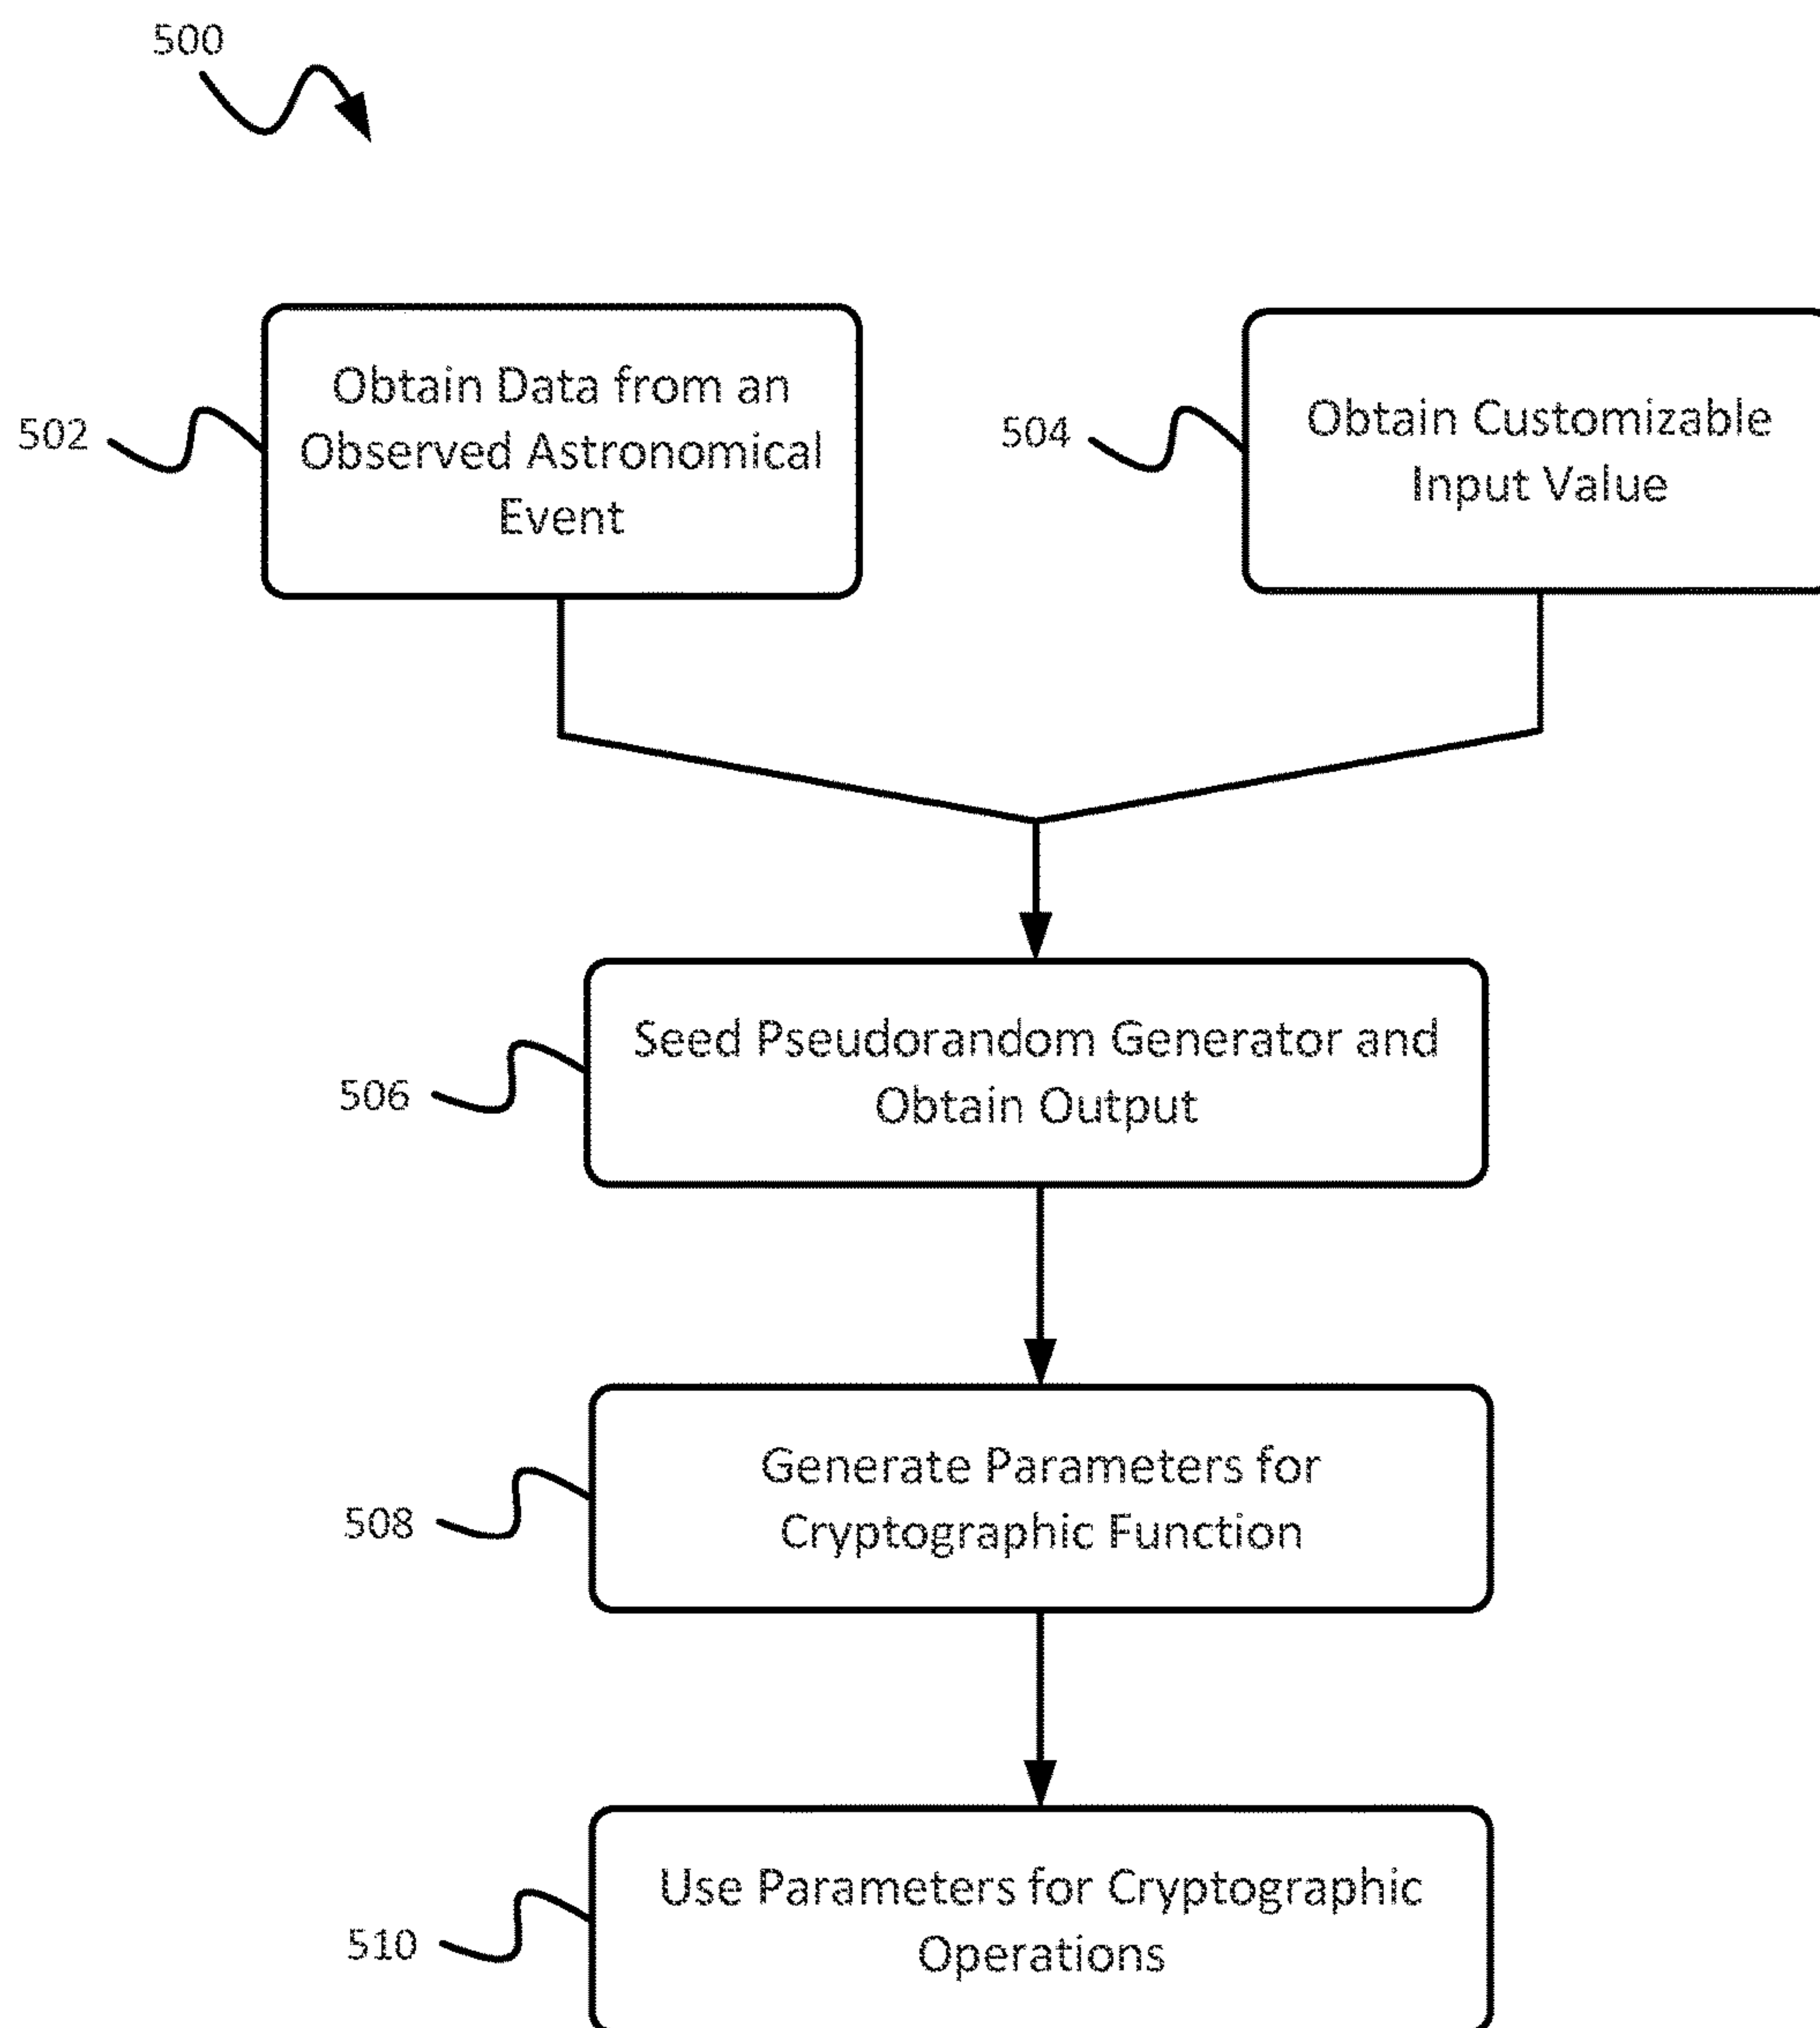 500
502
Obtain Data from an
Observed Astronomical
Event
504
Obtain Customizable
Input Value
506
Seed Pseudorandom Generator and
Obtain Output
508
Generate Parameters for
Cryptographic Function
510
Use Parameters for Cryptographic
Operations